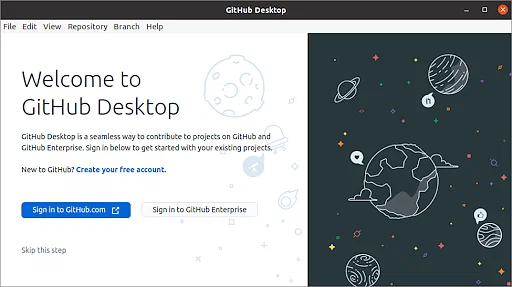 GitHub Desktop
File Edit View Repository Branch Help
Welcome to
GitHub Desktop
GitHub Desktop is a seamless way to contribute to projects on GitHub and
GitHub Enterprise. Sign in below to get started with your existing projects.
New to GitHub? Create your free account.
Sign in to GitHub.com
Sign in to GitHub Enterprise
Skip this step